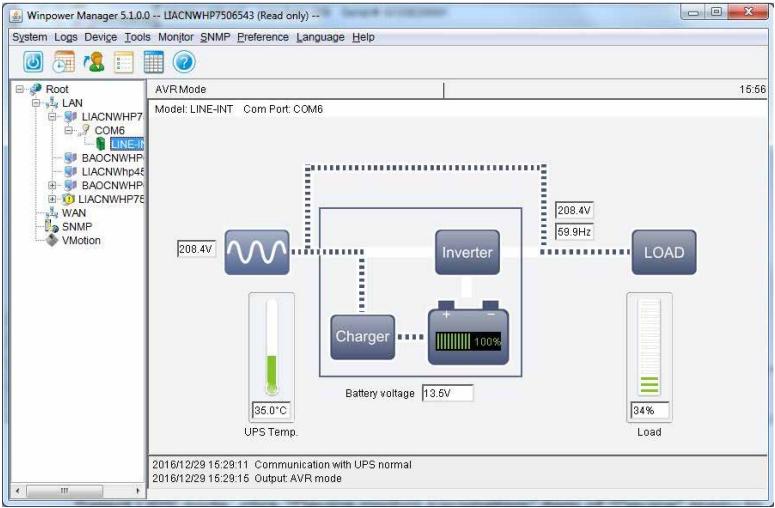 Winpower Manager 5.1.0.0 -- LIACNWHP7506543 (Read only) --
System Logs Device Tools Monitor SNMP Preference Language Help
Root
LAN
LIACNWHP7
COM6
LINE-IN
BAOCNWHP
LIACNWhp45
BAOCNWHP
LIACNWHP75
WAN
SNMP
VMotion
AVR Mode
15:56
Model: LINE-INT Com Port: COM6
208.4V
208.4V
59.9Hz
Inverter
LOAD
Charger
+ −
100%
Battery voltage 13.5V
35.0°C
UPS Temp.
34%
Load
2016/12/29 15:29:11 Communication with UPS normal
2016/12/29 15:29:15 Output: AVR mode